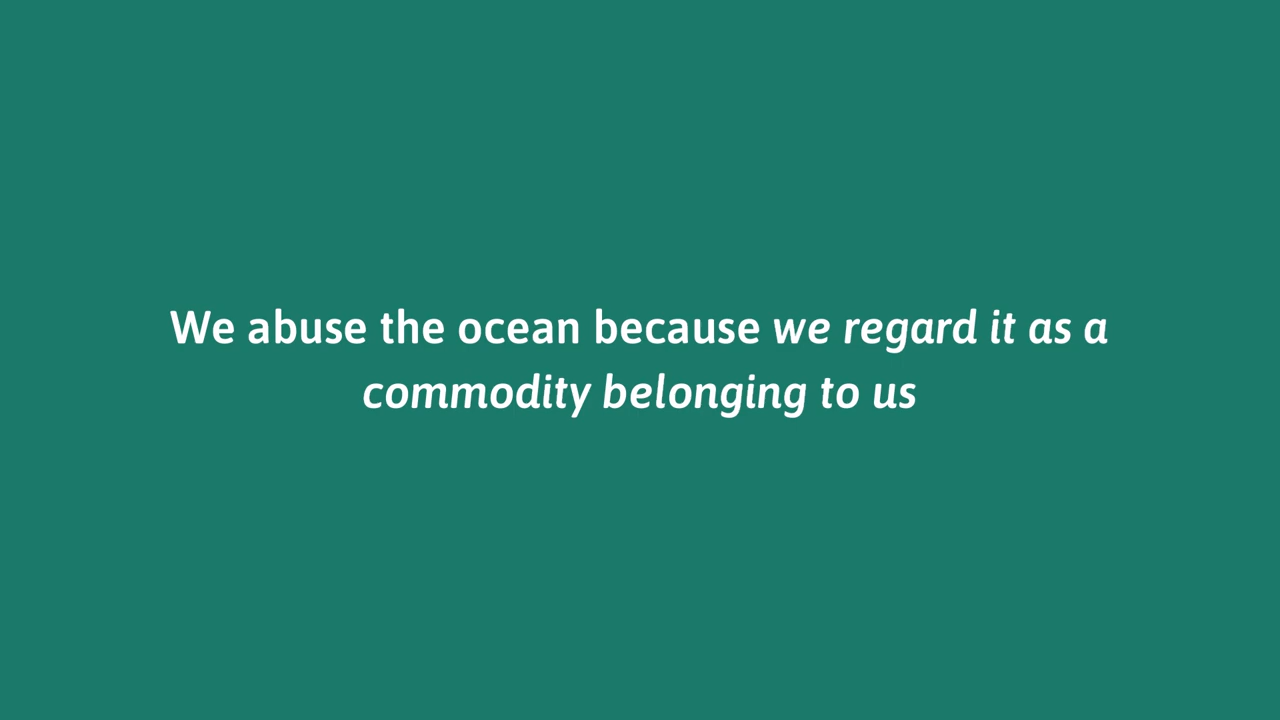 We abuse the ocean because we regard it as a
commodity belonging to us